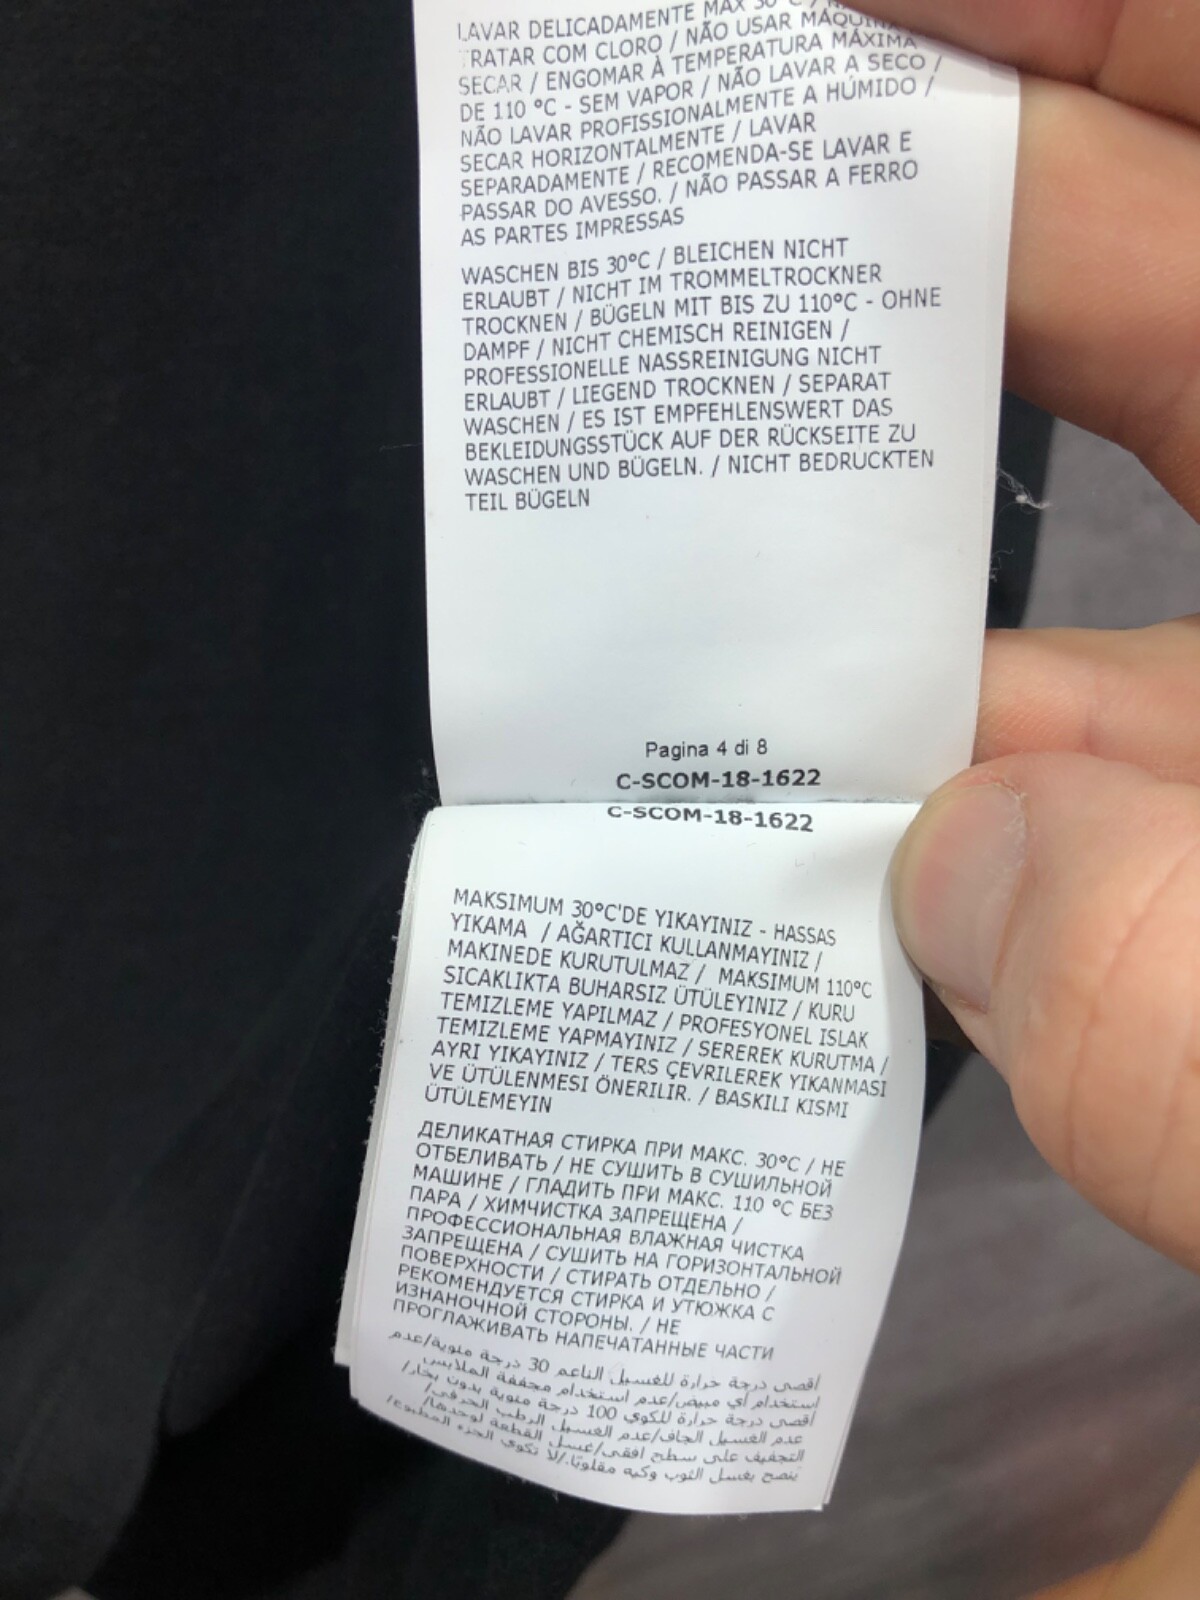 LAVAR DELICADAMENTE MAX 30°C /
TRATAR COM CLORO / NÃO USAR MÁQUINA
SECAR / ENGOMAR À TEMPERATURA MÁXIMA
DE 110 °C - SEM VAPOR / NÃO LAVAR A SECO /
NÃO LAVAR PROFISSIONALMENTE A HÚMIDO /
SECAR HORIZONTALMENTE / LAVAR
SEPARADAMENTE / RECOMENDA-SE LAVAR E
PASSAR DO AVESSO. / NÃO PASSAR A FERRO
AS PARTES IMPRESSAS
WASCHEN BIS 30°C / BLEICHEN NICHT
ERLAUBT / NICHT IM TROMMELTROCKNER
TROCKNEN / BÜGELN MIT BIS ZU 110°C - OHNE
DAMPF / NICHT CHEMISCH REINIGEN /
PROFESSIONELLE NASSREINIGUNG NICHT
ERLAUBT / LIEGEND TROCKNEN / SEPARAT
WASCHEN / ES IST EMPFEHLENSWERT DAS
BEKLEIDUNGSSTÜCK AUF DER RÜCKSEITE ZU
WASCHEN UND BÜGELN. / NICHT BEDRUCKTEN
TEIL BÜGELN
Pagina 4 di 8
C-SCOM-18-1622
C-SCOM-18-1622
MAKSIMUM 30°C'DE YIKAYINIZ - HASSAS
YIKAMA / AĞARTICI KULLANMAYINIZ /
MAKINEDE KURUTULMAZ / MAKSIMUM 110°C
SICAKLIKTA BUHARSIZ ÜTÜLEYINIZ / KURU
TEMIZLEME YAPILMAZ / PROFESYONEL ISLAK
TEMIZLEME YAPMAYINIZ / SEREREK KURUTMA /
AYRI YIKAYINIZ / TERS ÇEVRILEREK YIKANMASI
VE ÜTÜLENMESI ÖNERILIR. / BASKILI KISMI
ÜTÜLEMEYIN
ДЕЛИКАТНАЯ СТИРКА ПРИ МАКС. 30°C / НЕ
ОТБЕЛИВАТЬ / НЕ СУШИТЬ В СУШИЛЬНОЙ
МАШИНЕ / ГЛАДИТЬ ПРИ МАКС. 110 °C БЕЗ
ПАРА / ХИМЧИСТКА ЗАПРЕЩЕНА /
ПРОФЕССИОНАЛЬНАЯ ВЛАЖНАЯ ЧИСТКА
ЗАПРЕЩЕНА / СУШИТЬ НА ГОРИЗОНТАЛЬНОЙ
ПОВЕРХНОСТИ / СТИРАТЬ ОТДЕЛЬНО /
РЕКОМЕНДУЕТСЯ СТИРКА И УТЮЖКА С
ИЗНАНОЧНОЙ СТОРОНЫ. / НЕ
ПРОГЛАЖИВАТЬ НАПЕЧАТАННЫЕ ЧАСТИ
أقصى درجة حرارة للغسيل الناعم 30 درجة مئوية/عدم
استخدام أي مبيض/عدم استخدام مجففة الملابس/
أقصى درجة حرارة للكوي 100 درجة مئوية بدون بخار/
عدم الغسيل الجاف/عدم الغسيل الرطب الحرفي/
التجفيف على سطح افقي/غسل القطعة لوحدها/
ينصح بغسل الثوب وكيه مقلوبًا./لا تكوي الجزء المطبوع/